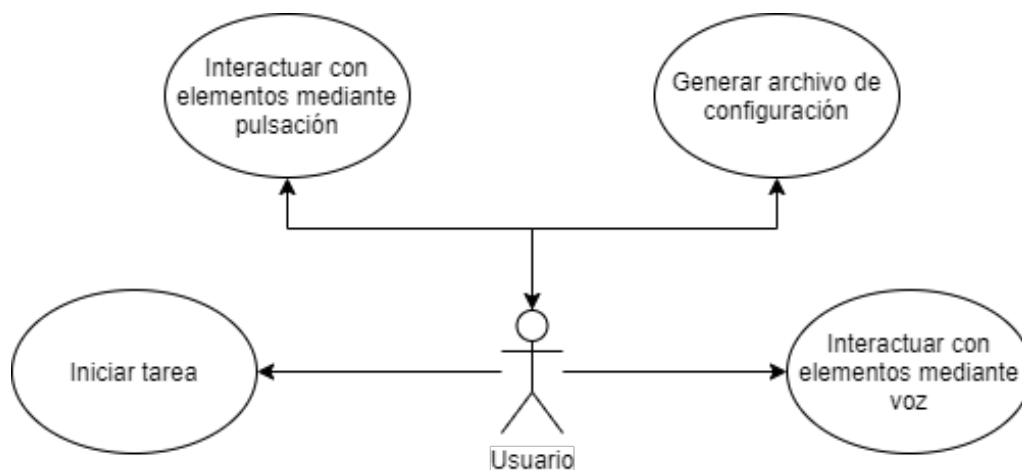 Interactuar con
elementos mediante
pulsación
Generar archivo de
configuración
Iniciar tarea
Interactuar con
elementos mediante
voz
Usuario